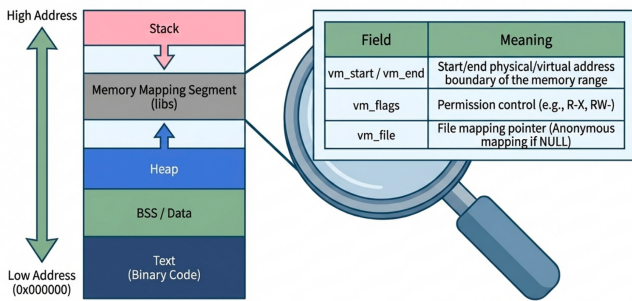 High Address
Stack
Memory Mapping Segment
(libs)
Heap
BSS / Data
Text
(Binary Code)
Low Address
(0x000000)
Field Meaning
vm_start / vm_end Start/end physical/virtual address
boundary of the memory range
vm_flags Permission control (e.g., R-X, RW-)
vm_file File mapping pointer (Anonymous
mapping if NULL)